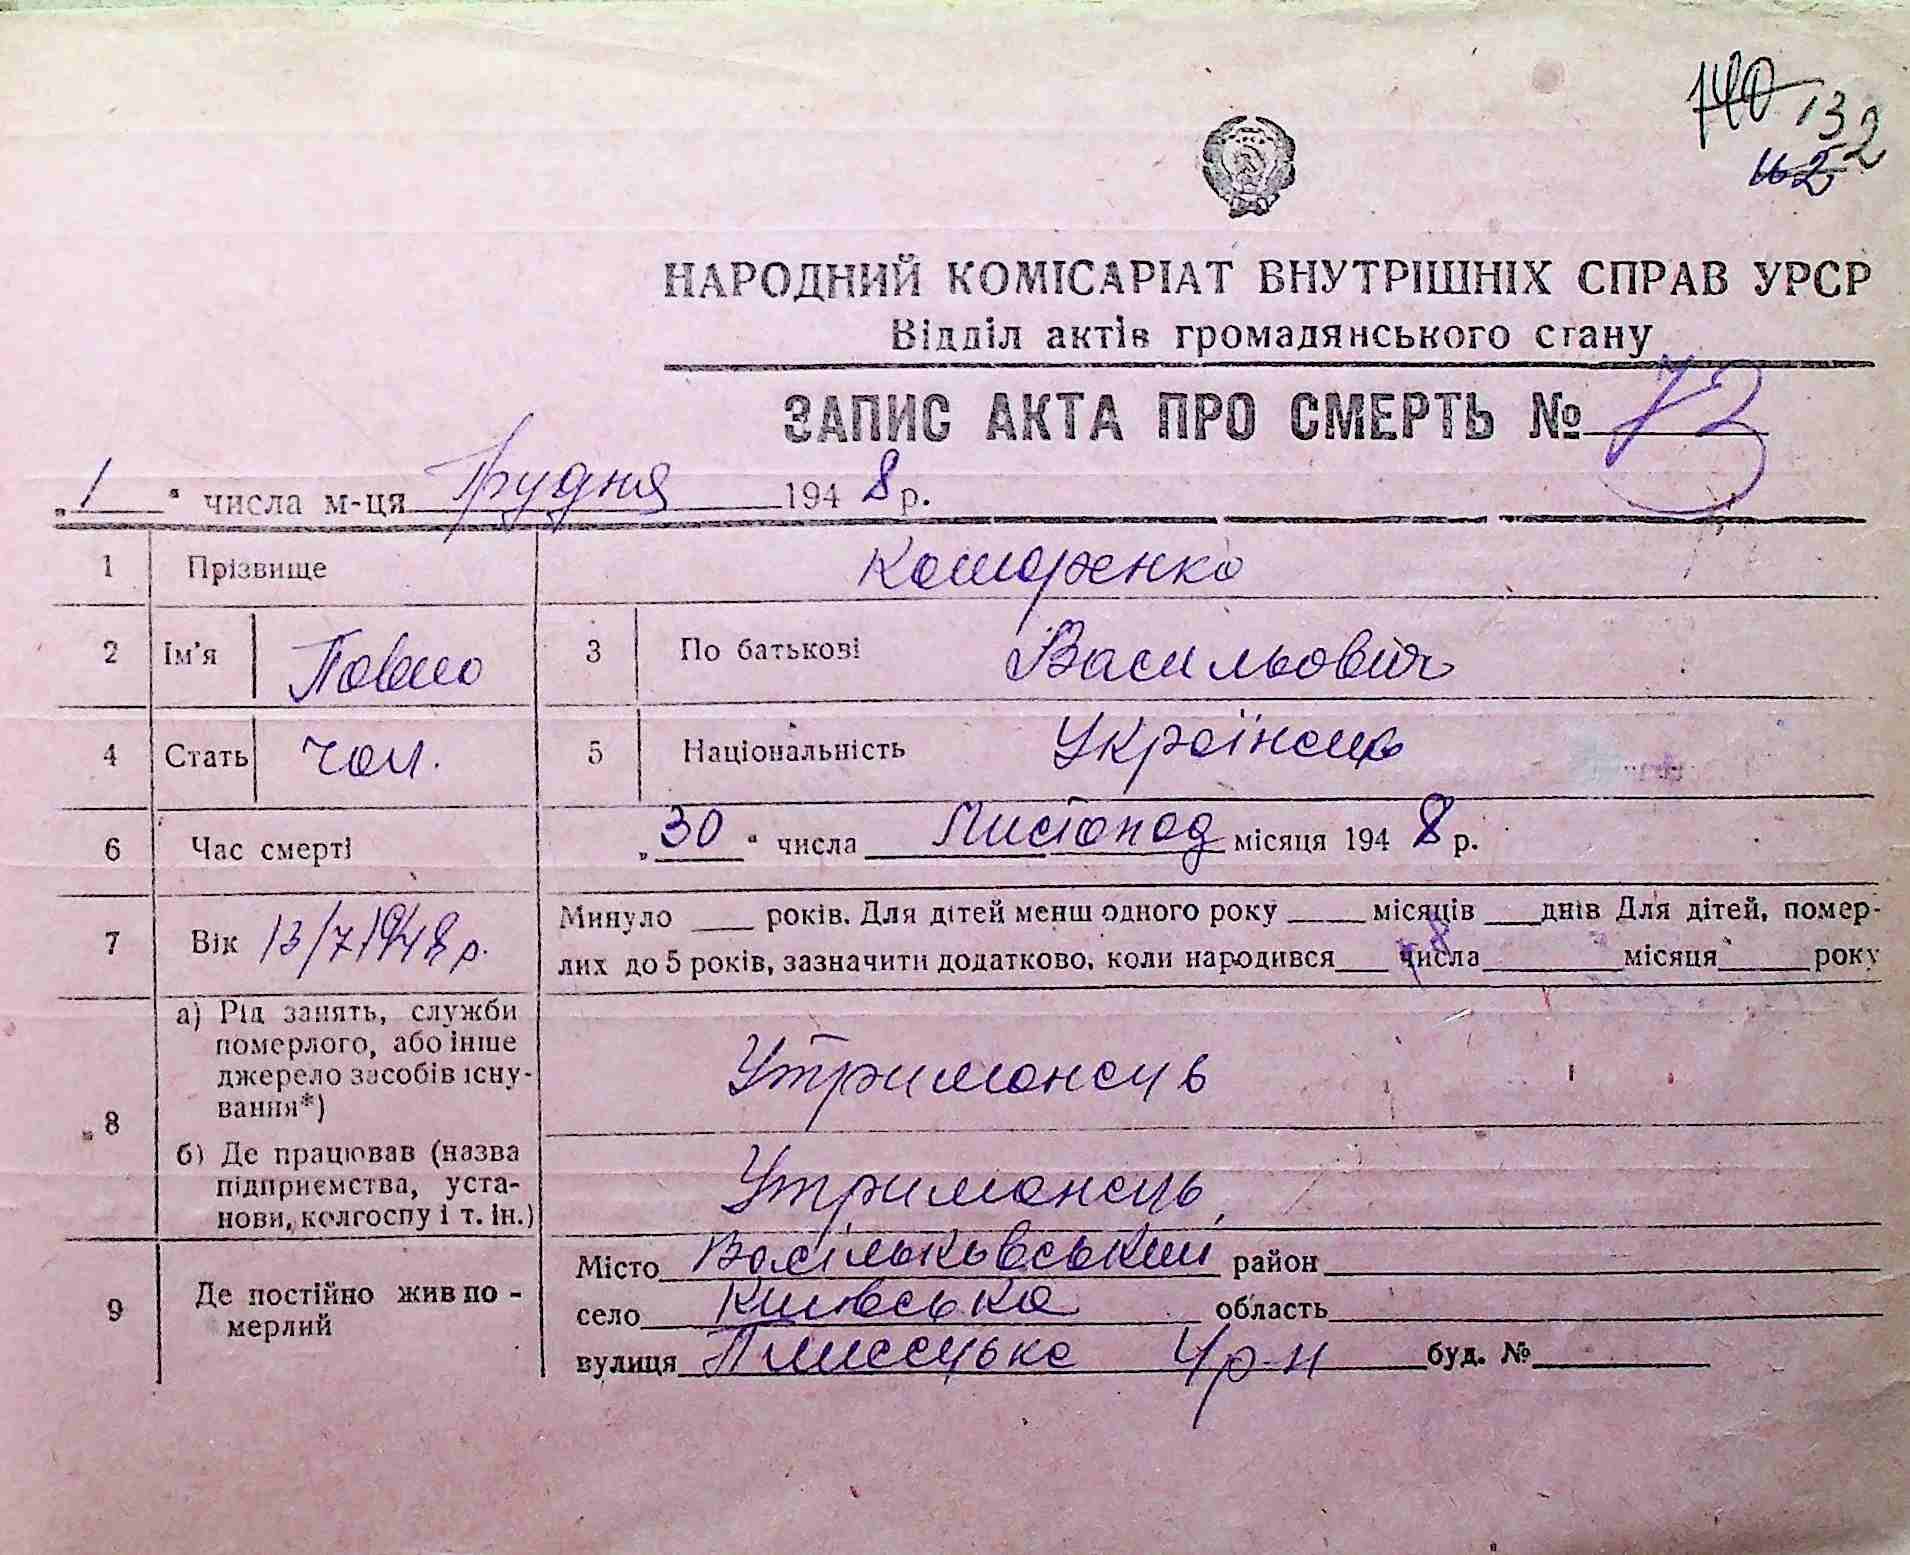 140 132
162
НАРОДНИЙ КОМІСАРІАТ ВНУТРІШНІХ СПРАВ УРСР
Відділ актів громадянського стану
ЗАПИС АКТА ПРО СМЕРТЬ № 73
„1“ числа м-ця Грудня 1948 р.
1 Прізвище Комаренко
2 Ім'я Павло 3 По батькові Васильович
4 Стать чол. 5 Національність Українець
6 Час смерті „30“ числа Листопад місяця 1948 р.
7 Вік 13/7 1948 р. Минуло ___ років. Для дітей менш одного року ___ місяців ___ днів Для дітей, помер-
лих до 5 років, зазначити додатково, коли народився ___ числа ___ місяця ___ року
8 а) Рід занять, служби
померлого, або інше
джерело засобів існу-
вання*) Утриманець
б) Де працював (назва
підприємства, уста-
нови, колгоспу і т. ін.) Утриманець
9 Де постійно жив по-
мерлий
Місто Васільковський район
село Київська область
вулиця Плисецьке буд. №